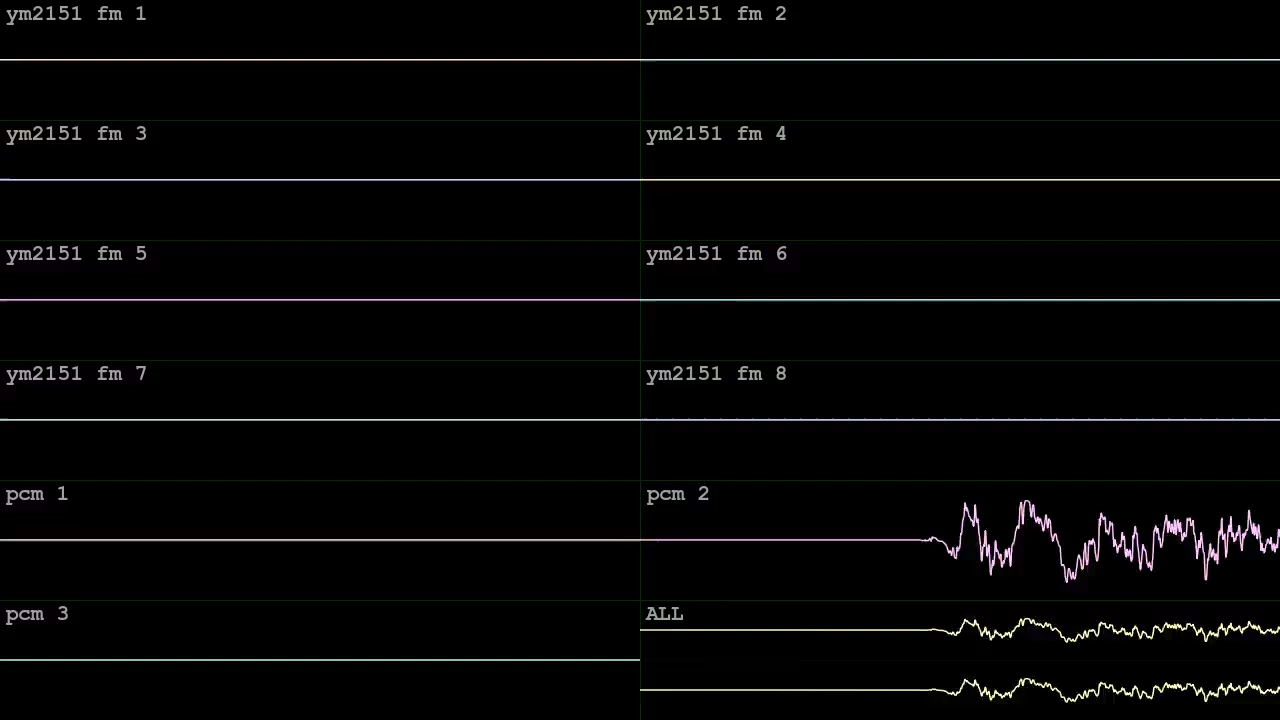 ym2151 fm 1
ym2151 fm 2
ym2151 fm 3
ym2151 fm 4
ym2151 fm 5
ym2151 fm 6
ym2151 fm 7
ym2151 fm 8
pcm 1
pcm 2
pcm 3
ALL